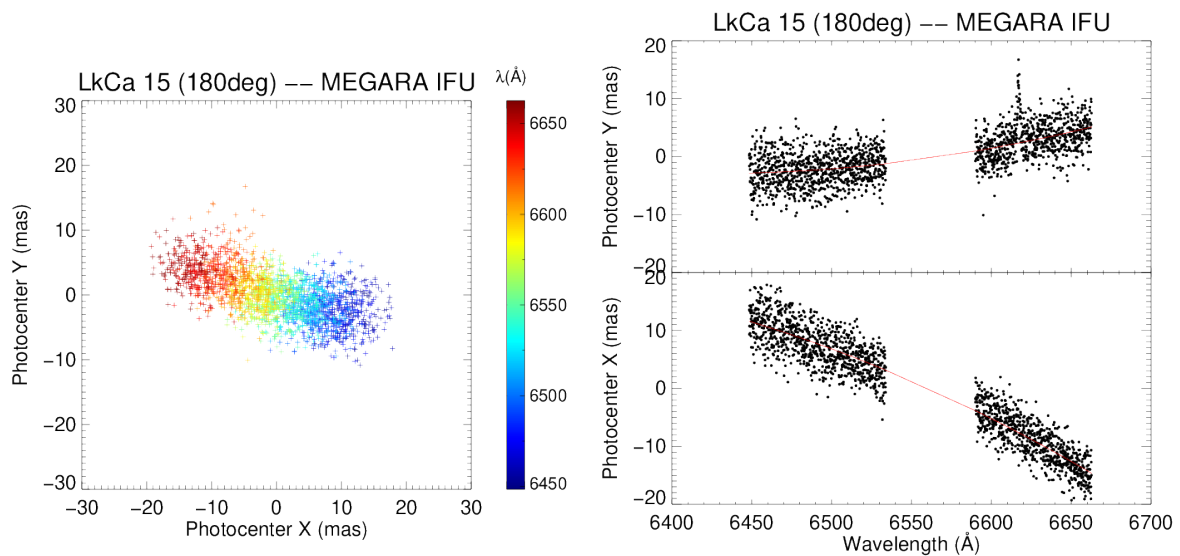 LkCa 15 (180deg) −− MEGARA IFU
λ(Å)
30
20
10
0
−10
−20
−30
Photocenter Y (mas)
−30 −20 −10 0 10 20 30
Photocenter X (mas)
6650
6600
6550
6500
6450
LkCa 15 (180deg) −− MEGARA IFU
20
10
0
−10
−20
Photocenter Y (mas)
20
10
0
−10
−20
Photocenter X (mas)
6400 6450 6500 6550 6600 6650 6700
Wavelength (Å)